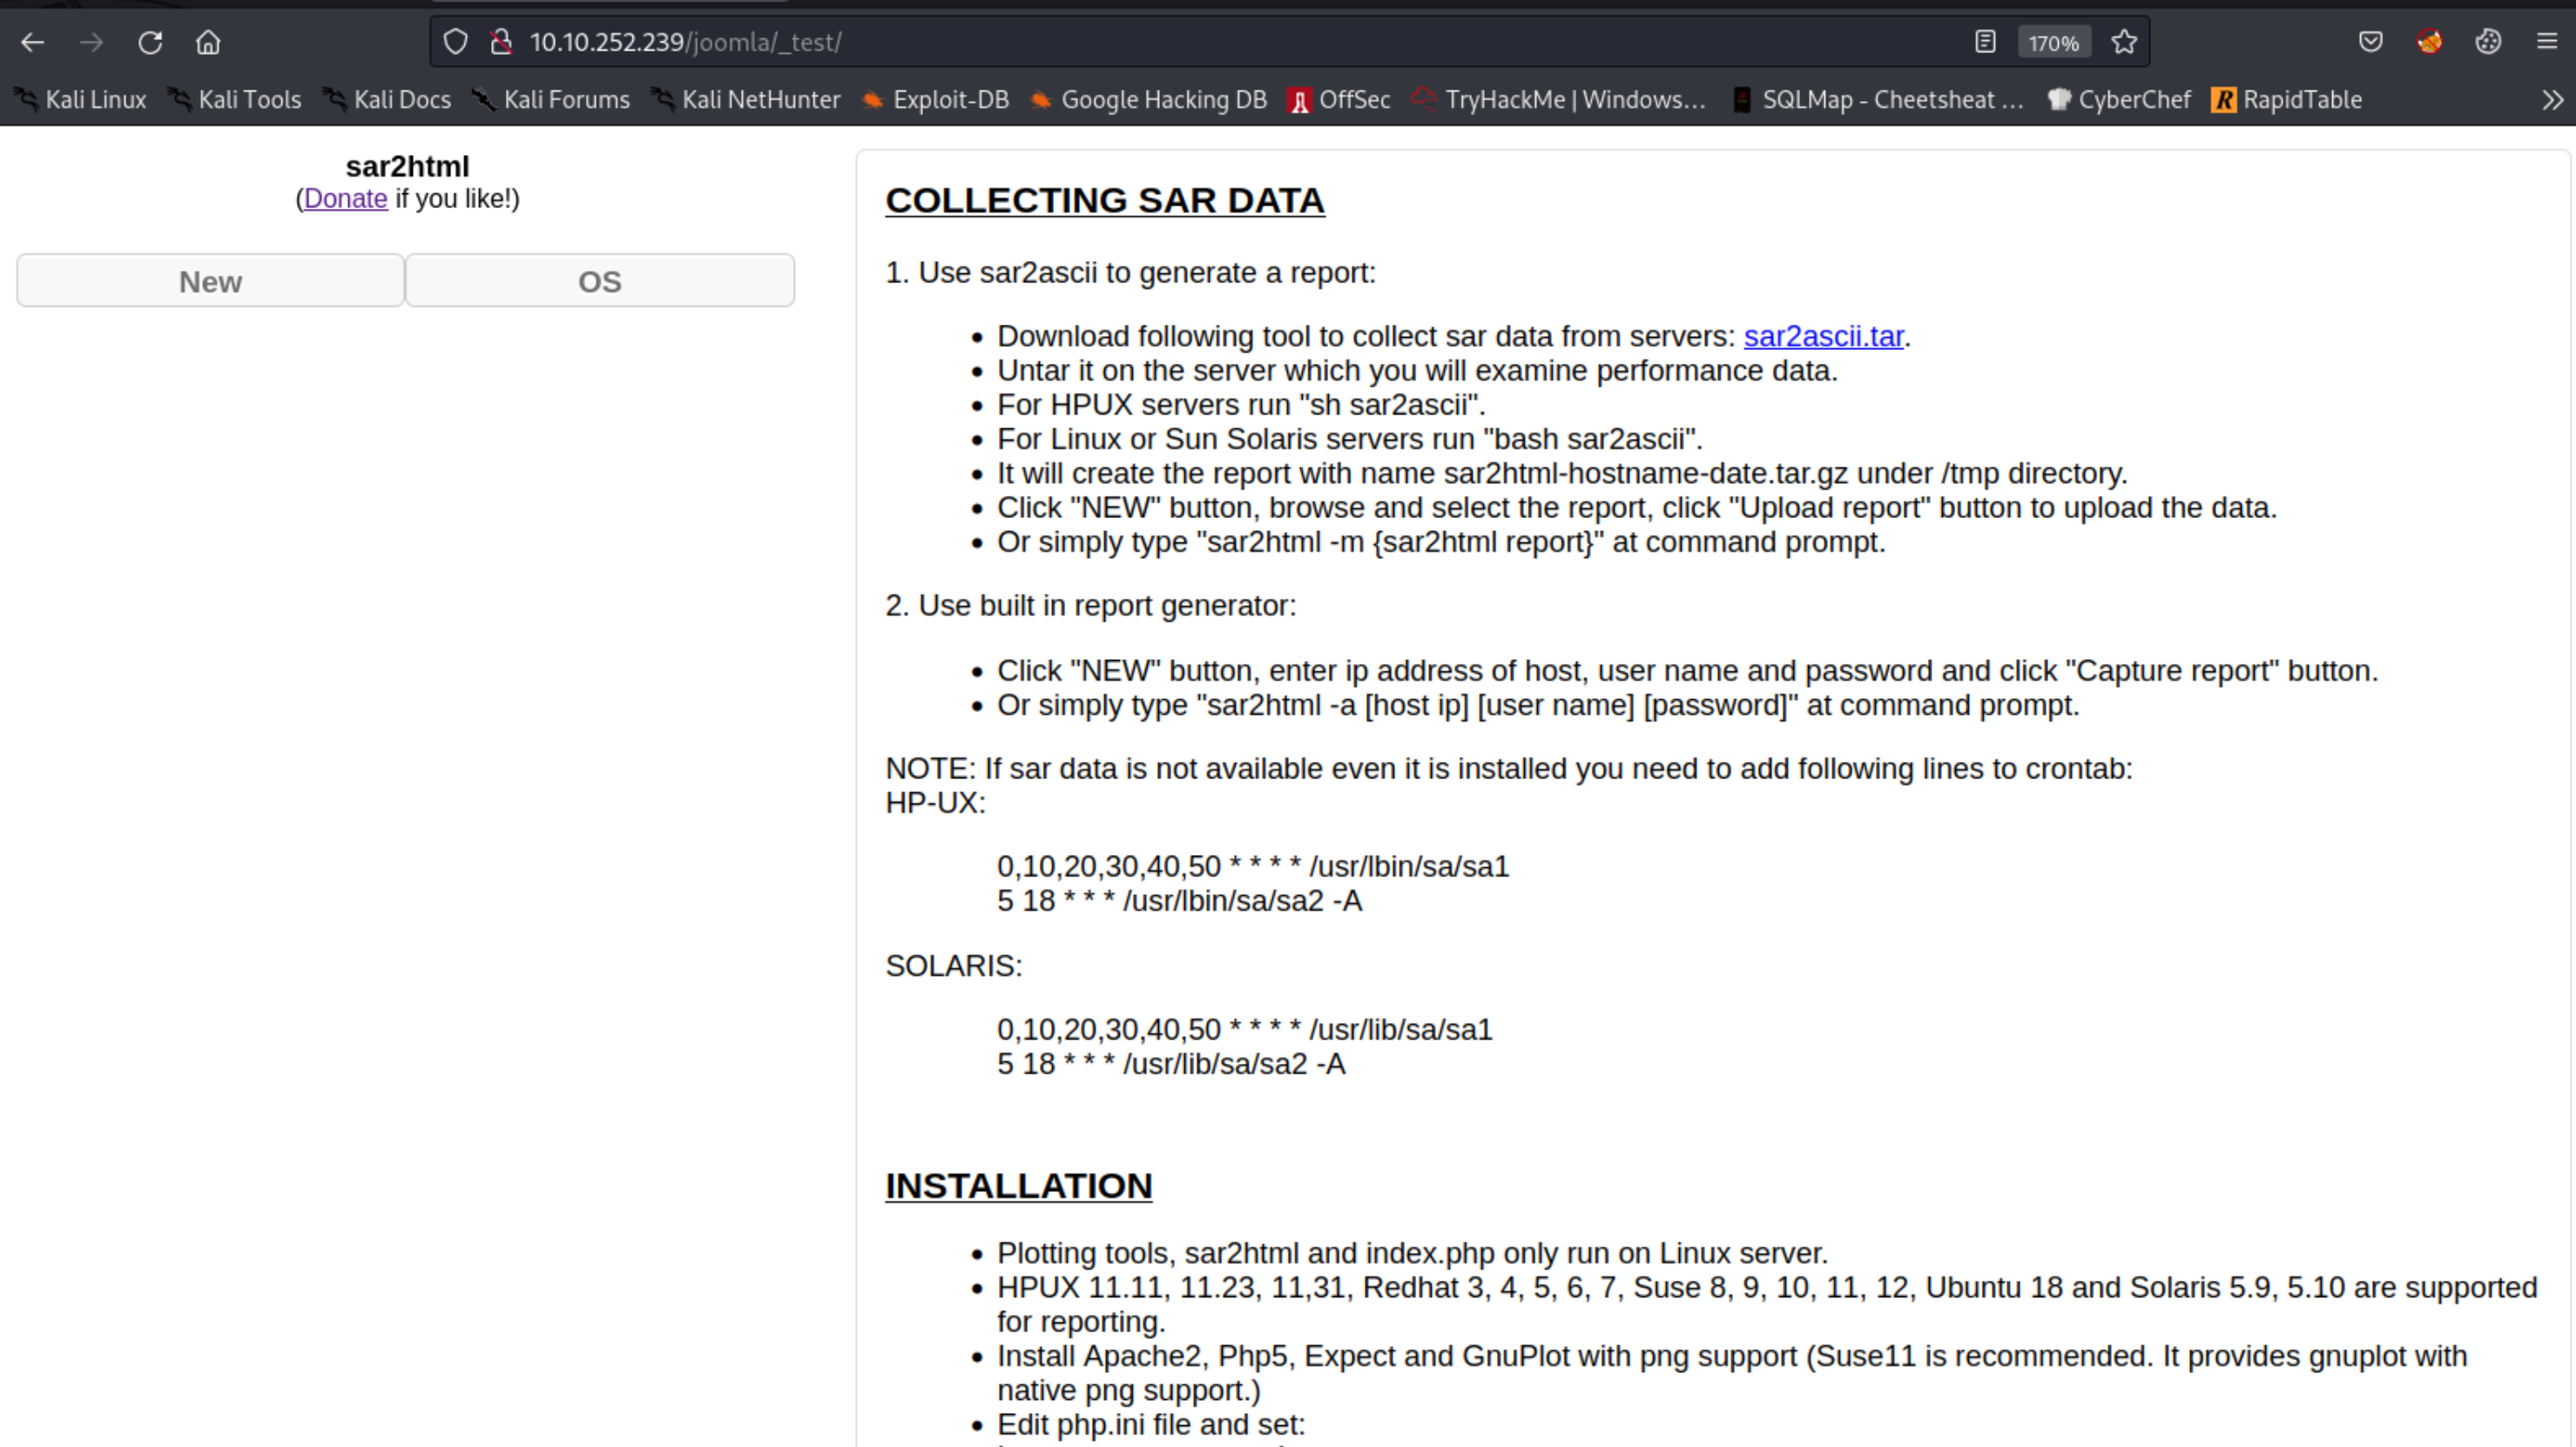 10.10.252.239/joomla/_test/
170%
Kali Linux Kali Tools Kali Docs Kali Forums Kali NetHunter Exploit-DB Google Hacking DB OffSec TryHackMe | Windows... SQLMap - Cheetsheat ... CyberChef RapidTable
sar2html
(Donate if you like!)
New OS
COLLECTING SAR DATA
1. Use sar2ascii to generate a report:
• Download following tool to collect sar data from servers: sar2ascii.tar.
• Untar it on the server which you will examine performance data.
• For HPUX servers run "sh sar2ascii".
• For Linux or Sun Solaris servers run "bash sar2ascii".
• It will create the report with name sar2html-hostname-date.tar.gz under /tmp directory.
• Click "NEW" button, browse and select the report, click "Upload report" button to upload the data.
• Or simply type "sar2html -m {sar2html report}" at command prompt.
2. Use built in report generator:
• Click "NEW" button, enter ip address of host, user name and password and click "Capture report" button.
• Or simply type "sar2html -a [host ip] [user name] [password]" at command prompt.
NOTE: If sar data is not available even it is installed you need to add following lines to crontab:
HP-UX:
0,10,20,30,40,50 * * * * /usr/lbin/sa/sa1
5 18 * * * /usr/lbin/sa/sa2 -A
SOLARIS:
0,10,20,30,40,50 * * * * /usr/lib/sa/sa1
5 18 * * * /usr/lib/sa/sa2 -A
INSTALLATION
• Plotting tools, sar2html and index.php only run on Linux server.
• HPUX 11.11, 11.23, 11,31, Redhat 3, 4, 5, 6, 7, Suse 8, 9, 10, 11, 12, Ubuntu 18 and Solaris 5.9, 5.10 are supported
for reporting.
• Install Apache2, Php5, Expect and GnuPlot with png support (Suse11 is recommended. It provides gnuplot with
native png support.)
• Edit php.ini file and set: